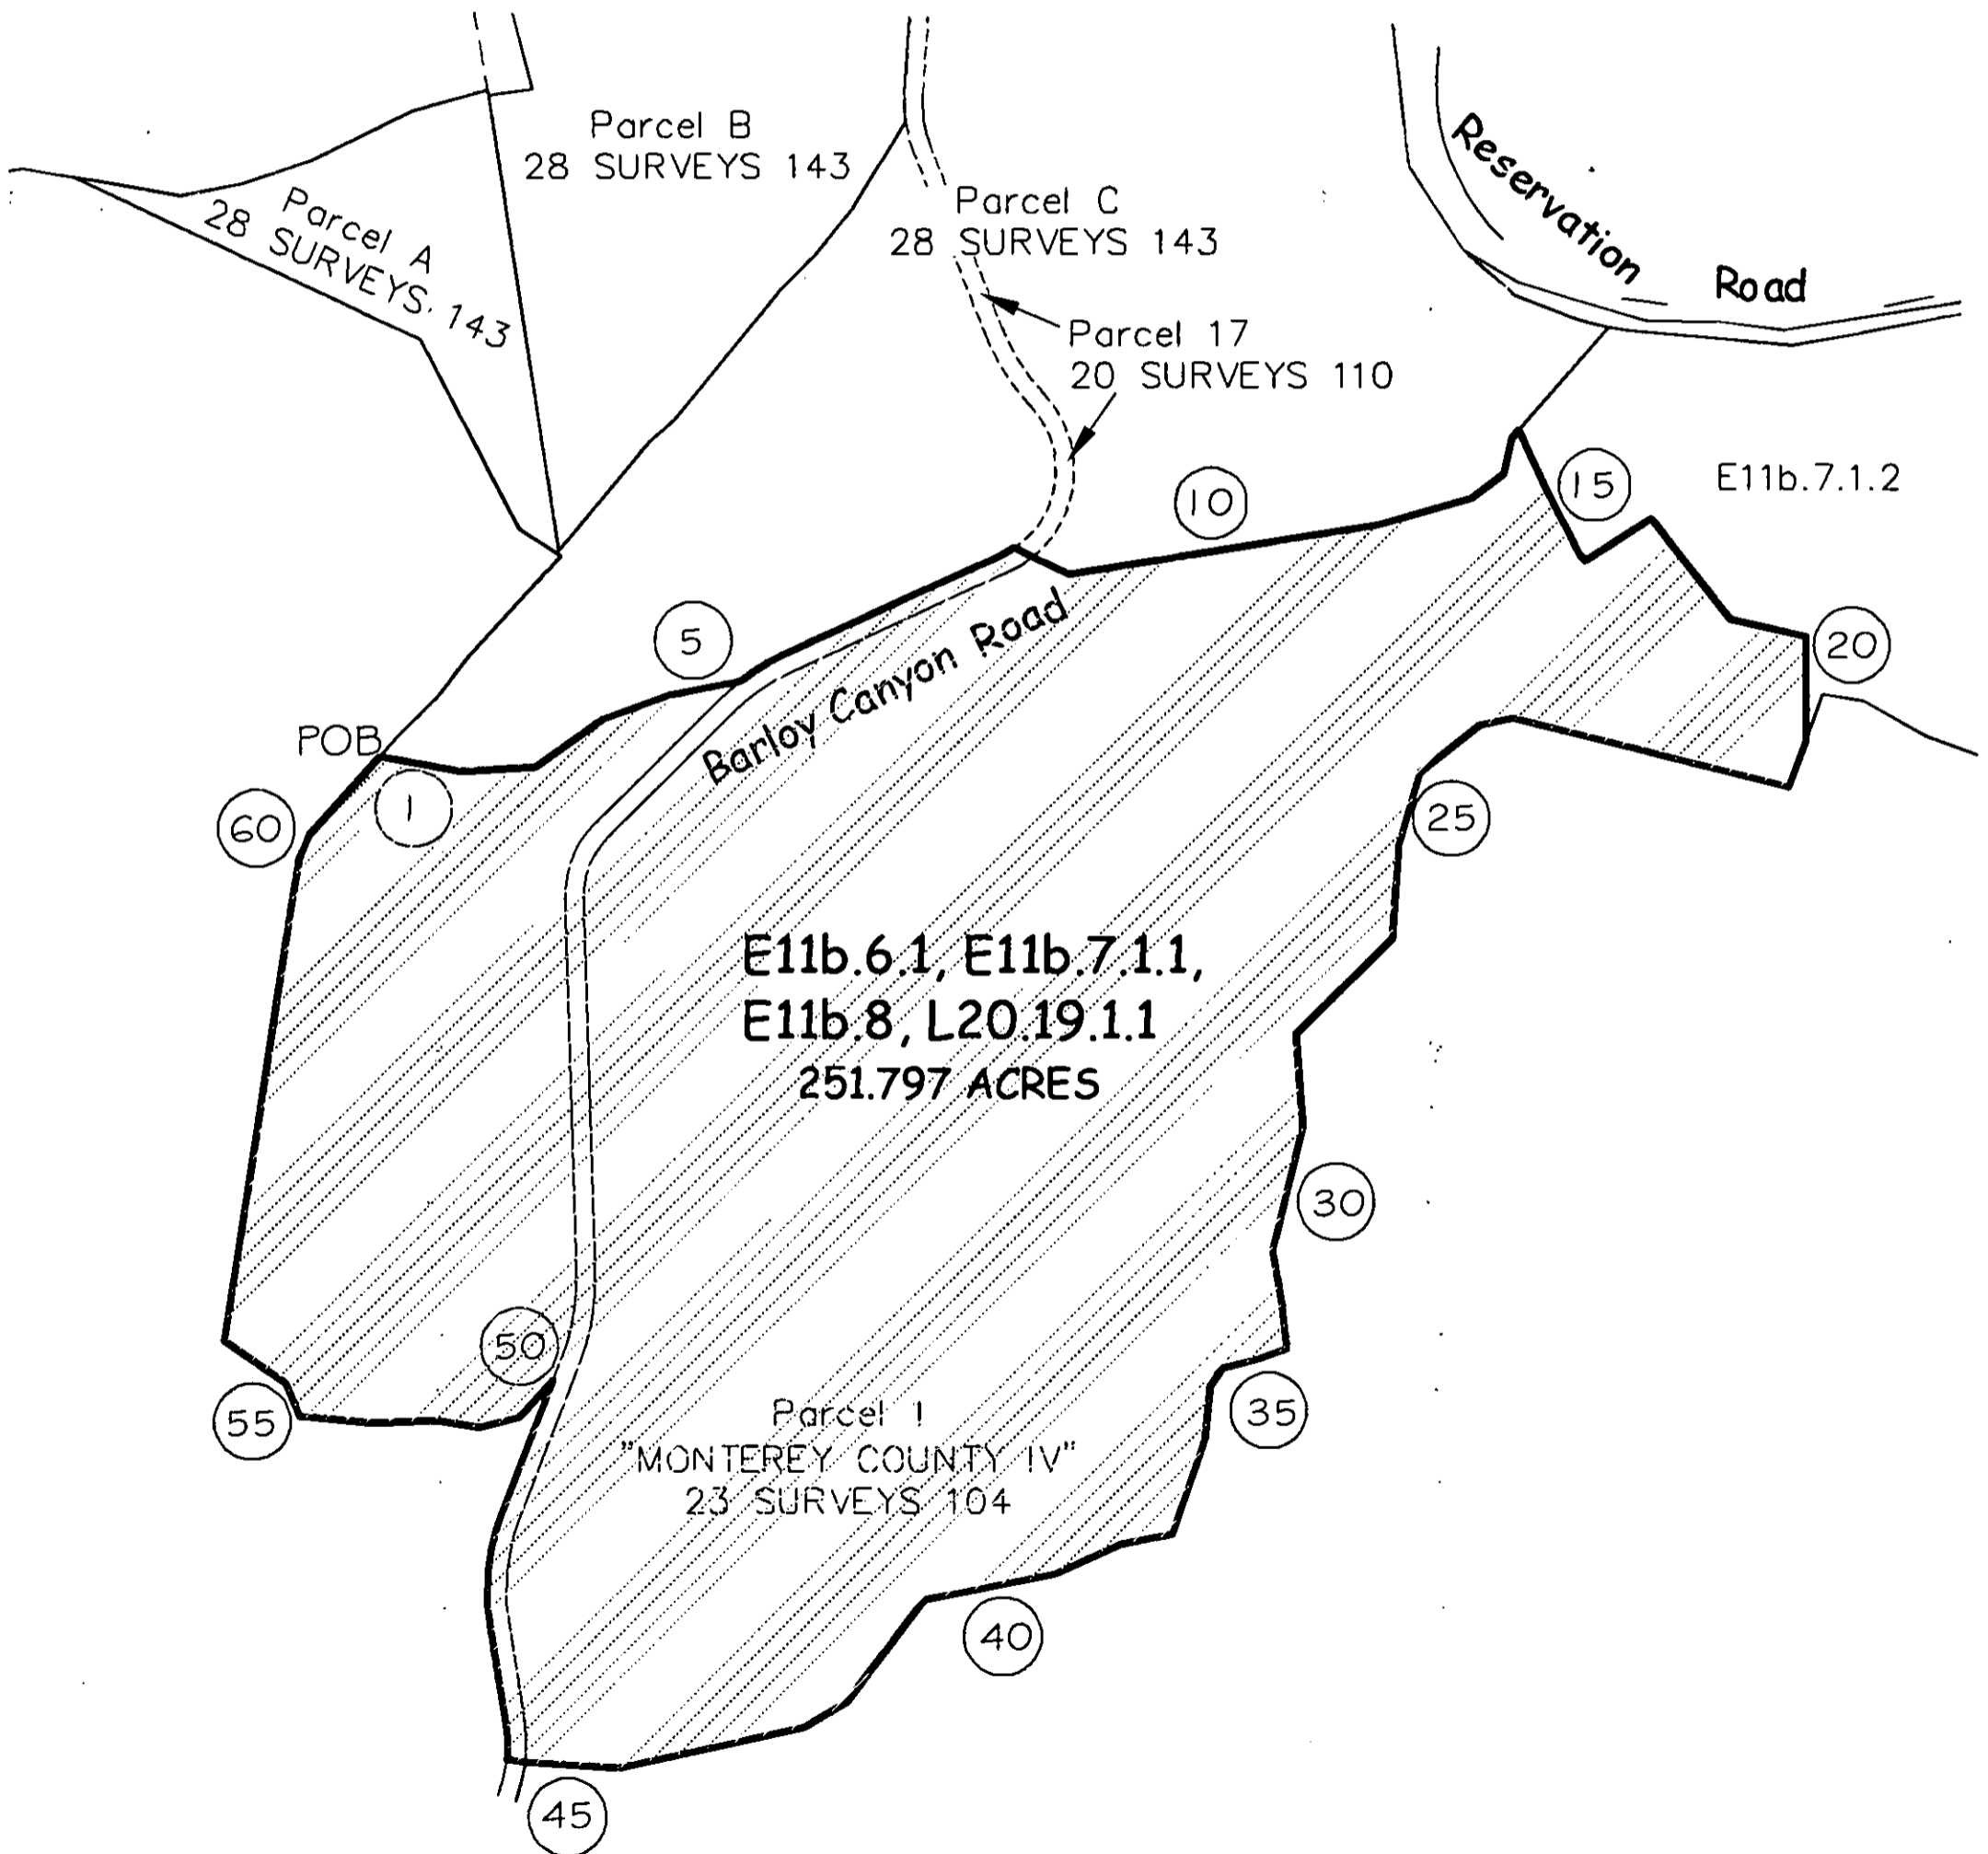 Parcel B
28 SURVEYS 143
Parcel A
28 SURVEYS 143
Parcel C
28 SURVEYS 143
Reservation Road
Parcel 17
20 SURVEYS 110
E11b.7.1.2
10
15
5
20
Barloy Canyon Road
POB
1
60
25
E11b.6.1, E11b.7.1.1,
E11b.8, L20.19.1.1
251.797 ACRES
30
50
55
35
Parcel 1
"MONTEREY COUNTY IV"
23 SURVEYS 104
40
45